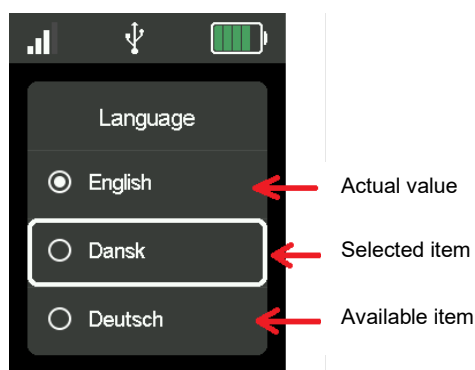 Language
English
Actual value
Dansk
Selected item
Deutsch
Available item